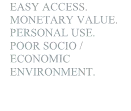 EASY ACCESS.
MONETARY VALUE.
PERSONAL USE.
POOR SOCIO /
ECONOMIC
ENVIRONMENT.